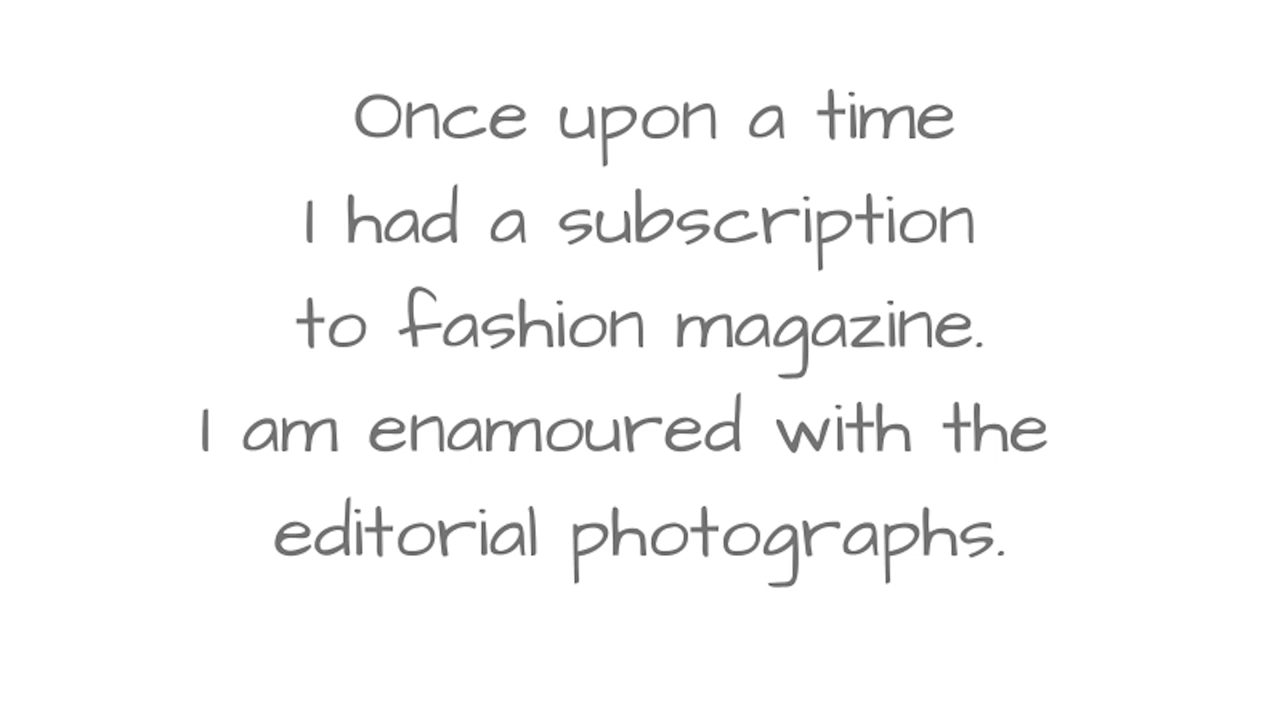 Once upon a time
I had a subscription
to fashion magazine.
I am enamoured with the
editorial photographs.